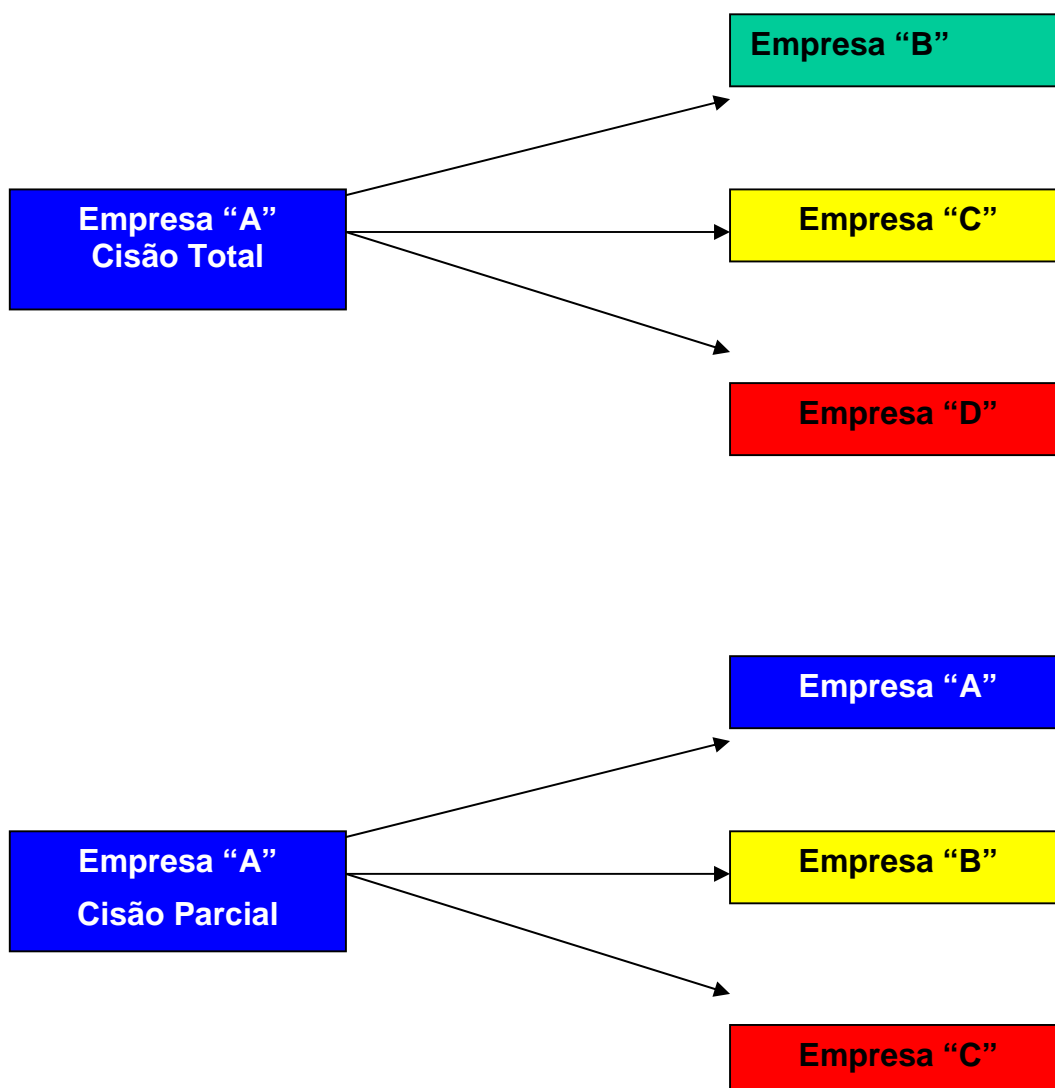 Empresa “B”
Empresa “A”
Cisão Total
Empresa “C”
Empresa “D”
Empresa “A”
Empresa “A”
Cisão Parcial
Empresa “B”
Empresa “C”